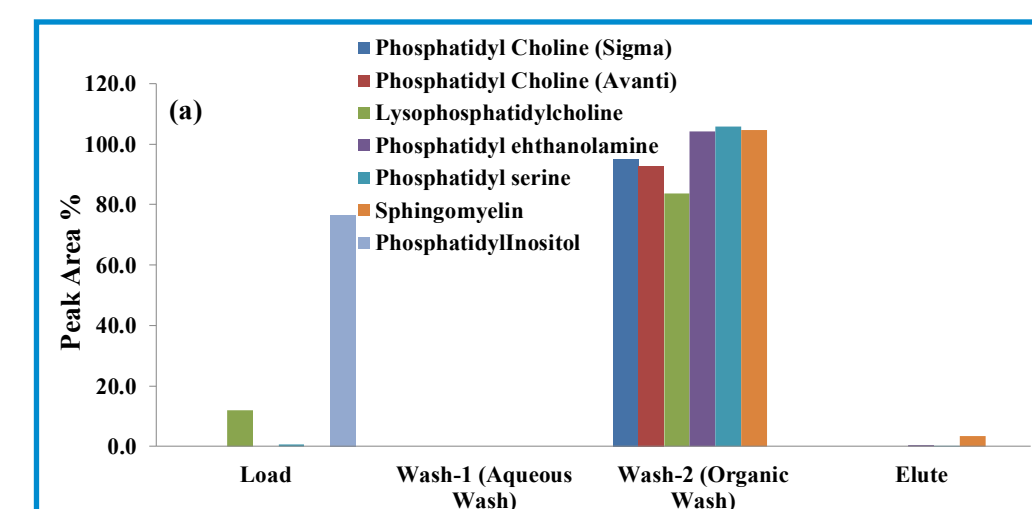 Phosphatidyl Choline (Sigma)
Phosphatidyl Choline (Avanti)
Lysophosphatidylcholine
Phosphatidyl ehthanolamine
Phosphatidyl serine
Sphingomyelin
PhosphatidylInositol
(a)
120.0
100.0
80.0
60.0
40.0
20.0
0.0
Peak Area %
Load
Wash-1 (Aqueous
Wash)
Wash-2 (Organic
Wash)
Elute